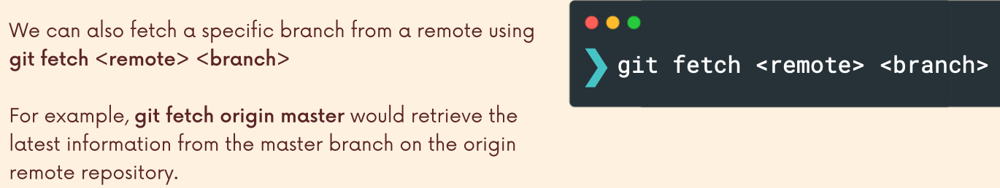 We can also fetch a specific branch from a remote using
git fetch <remote> <branch>
For example, git fetch origin master would retrieve the
latest information from the master branch on the origin
remote repository.
❯ git fetch <remote> <branch>